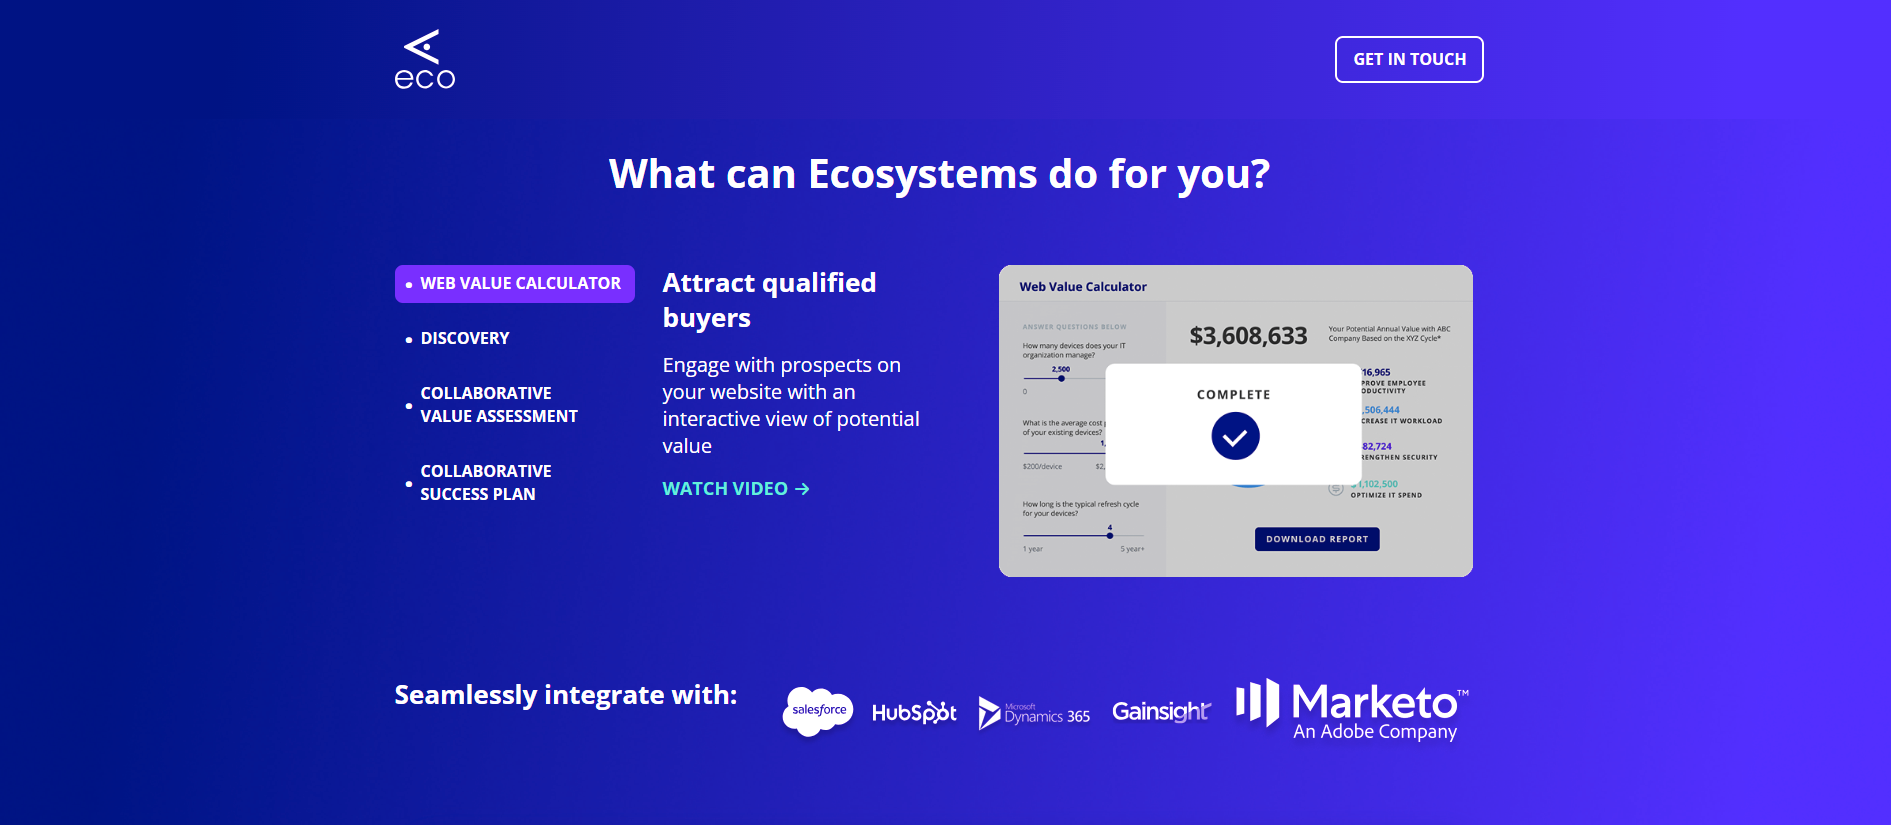 eco
GET IN TOUCH
What can Ecosystems do for you?
WEB VALUE CALCULATOR
DISCOVERY
COLLABORATIVE
VALUE ASSESSMENT
COLLABORATIVE
SUCCESS PLAN
Attract qualified
buyers
Engage with prospects on
your website with an
interactive view of potential
value
WATCH VIDEO
Web Value Calculator
ANSWER QUESTIONS BELOW
How many devices does your IT
organization manage?
2,500
0
What is the average cost
of your existing devices?
$200/device
How long is the typical refresh cycle
for your devices?
4
1 year 5 year+
$3,608,633
Your Potential Annual Value with ABC
Company Based on the XYZ Cycle*
COMPLETE
16,965
PROVE EMPLOYEE
ODUCTIVITY
,506,444
CREASE IT WORKLOAD
82,724
RENGTHEN SECURITY
1,102,500
OPTIMIZE IT SPEND
DOWNLOAD REPORT
Seamlessly integrate with:
salesforce
HubSpot
Microsoft
Dynamics 365
Gainsight
Marketo™
An Adobe Company